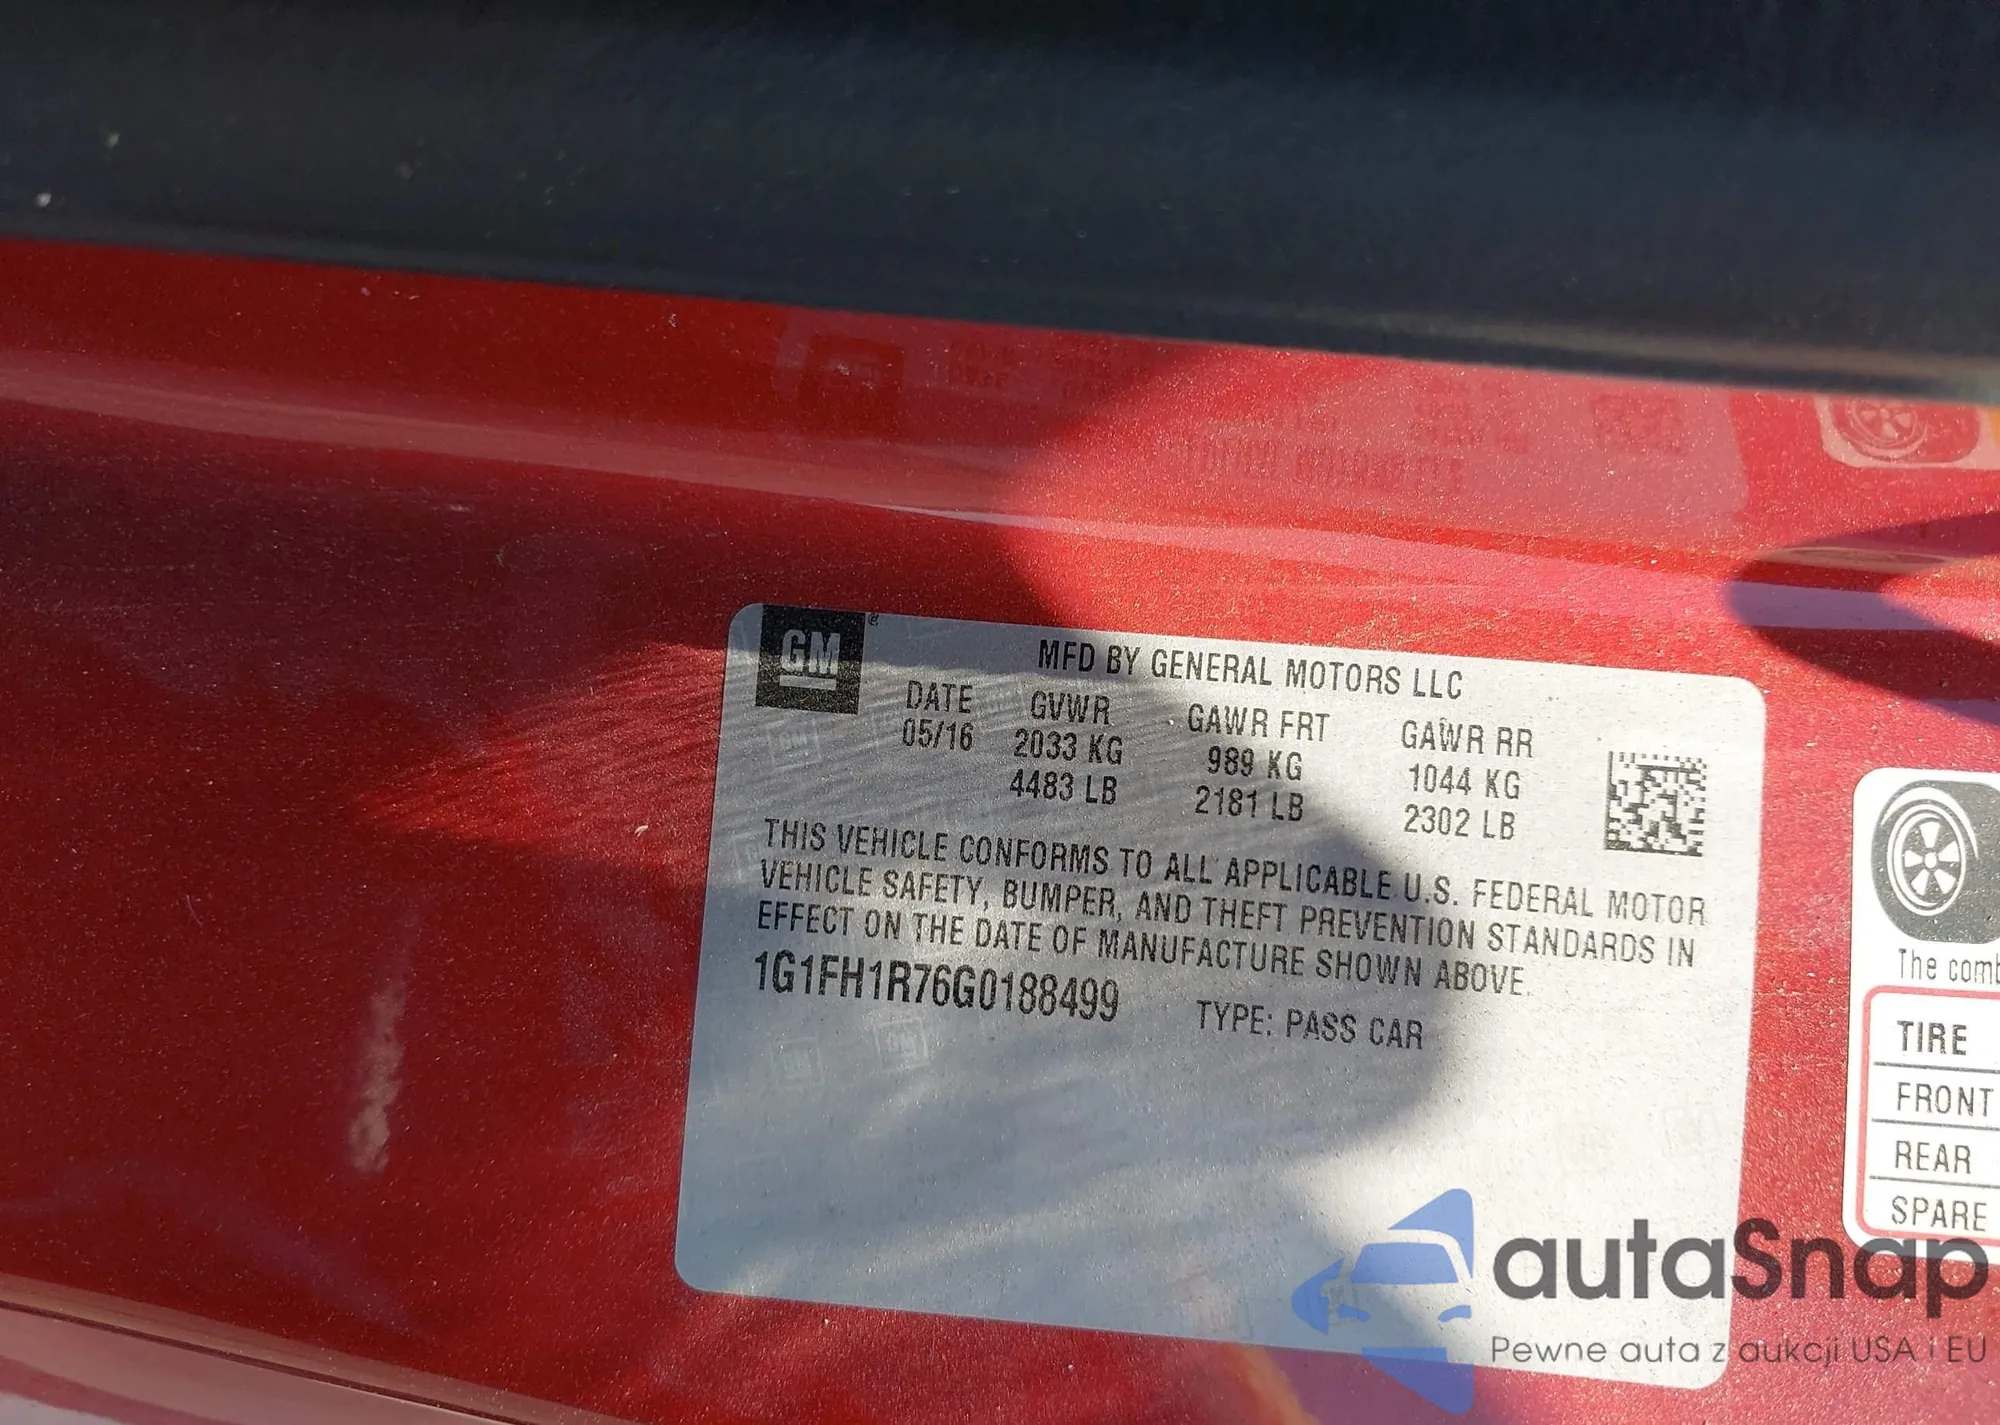 GM
MFD BY GENERAL MOTORS LLC
DATE GVWR GAWR FRT GAWR RR
05/16 2033 KG 989 KG 1044 KG
4483 LB 2181 LB 2302 LB
THIS VEHICLE CONFORMS TO ALL APPLICABLE U.S. FEDERAL MOTOR
VEHICLE SAFETY, BUMPER, AND THEFT PREVENTION STANDARDS IN
EFFECT ON THE DATE OF MANUFACTURE SHOWN ABOVE.
1G1FH1R76G0188499 TYPE: PASS CAR
The comb
TIRE
FRONT
REAR
SPARE
autaSnap
Pewne auta z aukcji USA i EU